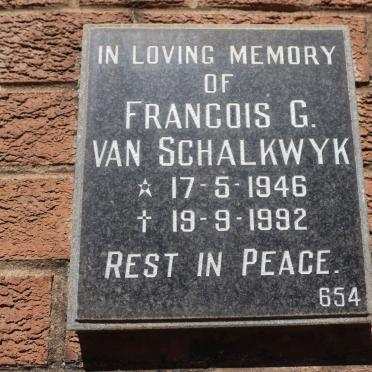 IN LOVING MEMORY
OF
FRANCOIS G.
VAN SCHALKWYK
☆ 17-5-1946
† 19-9-1992
REST IN PEACE.
654